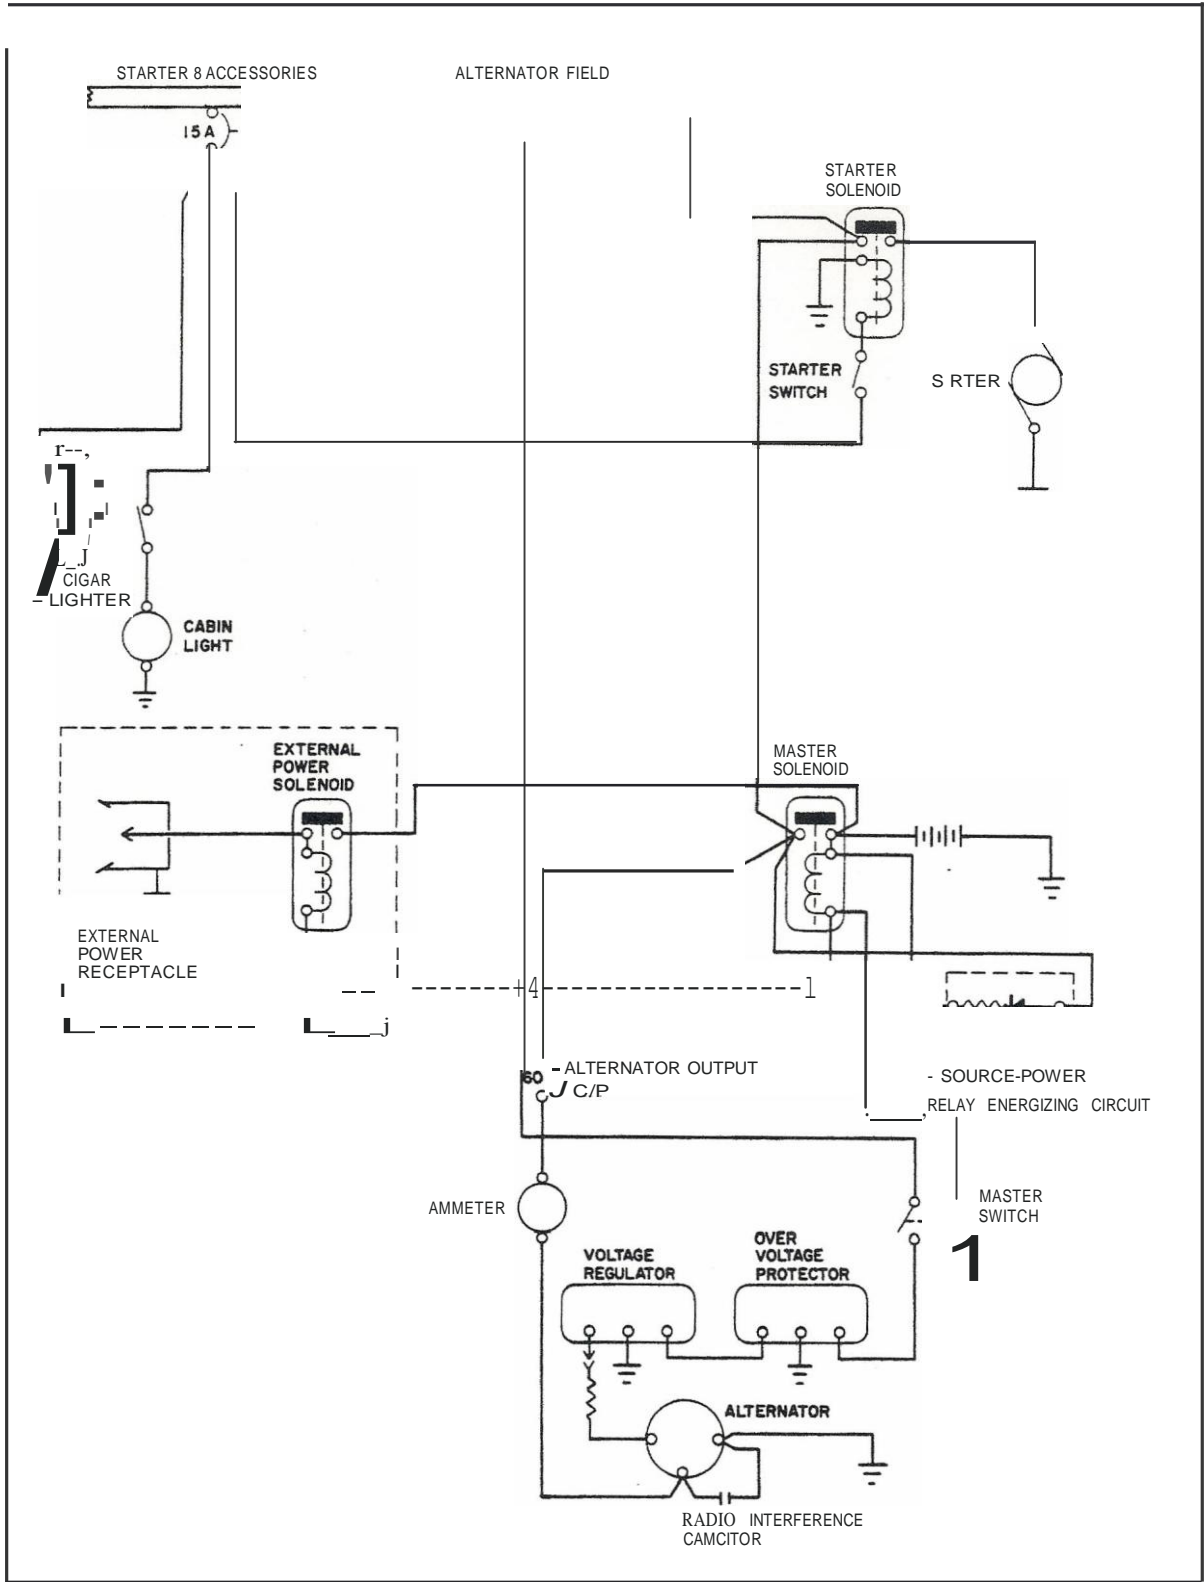 STARTER 8 ACCESSORIES
ALTERNATOR FIELD
15A
STARTER
SOLENOID
STARTER
SWITCH
S RTER
CIGAR
– LIGHTER
CABIN
LIGHT
EXTERNAL
POWER
SOLENOID
MASTER
SOLENOID
EXTERNAL
POWER
RECEPTACLE
+4
1
60
- ALTERNATOR OUTPUT
J C/P
- SOURCE-POWER
RELAY ENERGIZING CIRCUIT
AMMETER
MASTER
SWITCH
1
VOLTAGE
REGULATOR
OVER
VOLTAGE
PROTECTOR
ALTERNATOR
RADIO INTERFERENCE
CAMCITOR